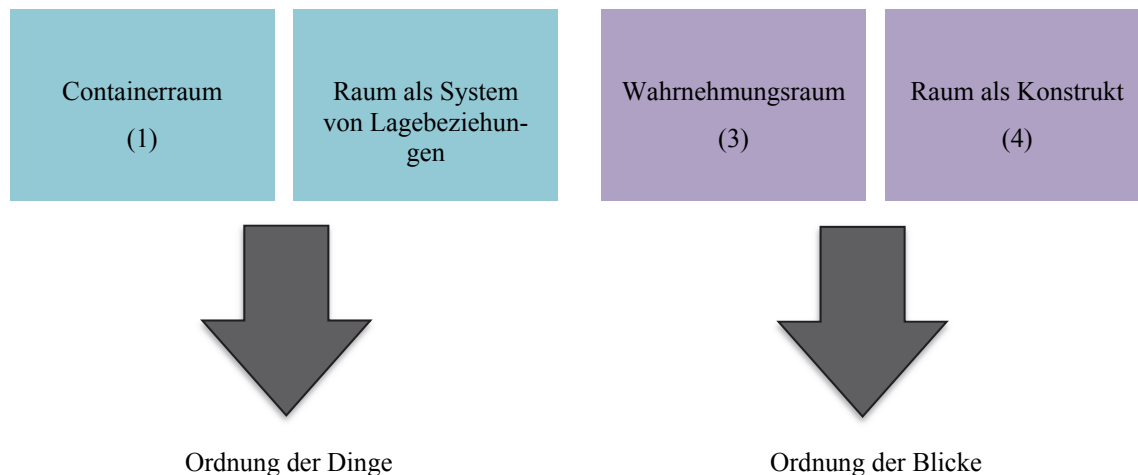 Containerraum
(1)
Raum als System
von Lagebeziehun-
gen
Wahrnehmungsraum
(3)
Raum als Konstrukt
(4)
Ordnung der Dinge
Ordnung der Blicke